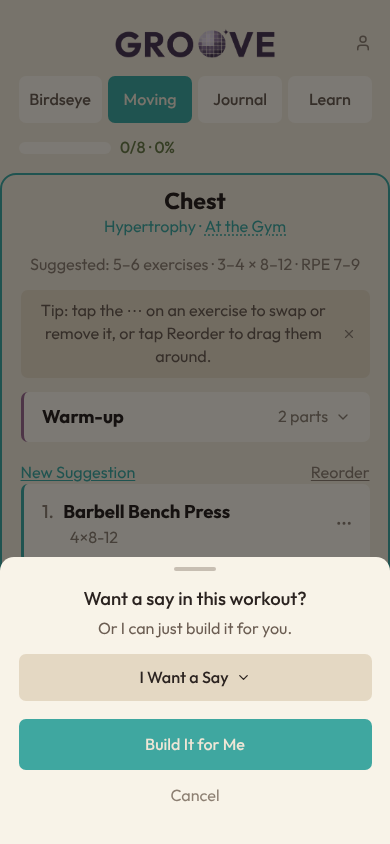 GROOVE
Birdseye
Moving
Journal
Learn
0/8 · 0%
Chest
Hypertrophy · At the Gym
Suggested: 5–6 exercises · 3–4 × 8–12 · RPE 7–9
Tip: tap the ··· on an exercise to swap or
remove it, or tap Reorder to drag them
around.
×
Warm-up
2 parts
New Suggestion
Reorder
1. Barbell Bench Press
···
4×8-12
Want a say in this workout?
Or I can just build it for you.
I Want a Say
Build It for Me
Cancel